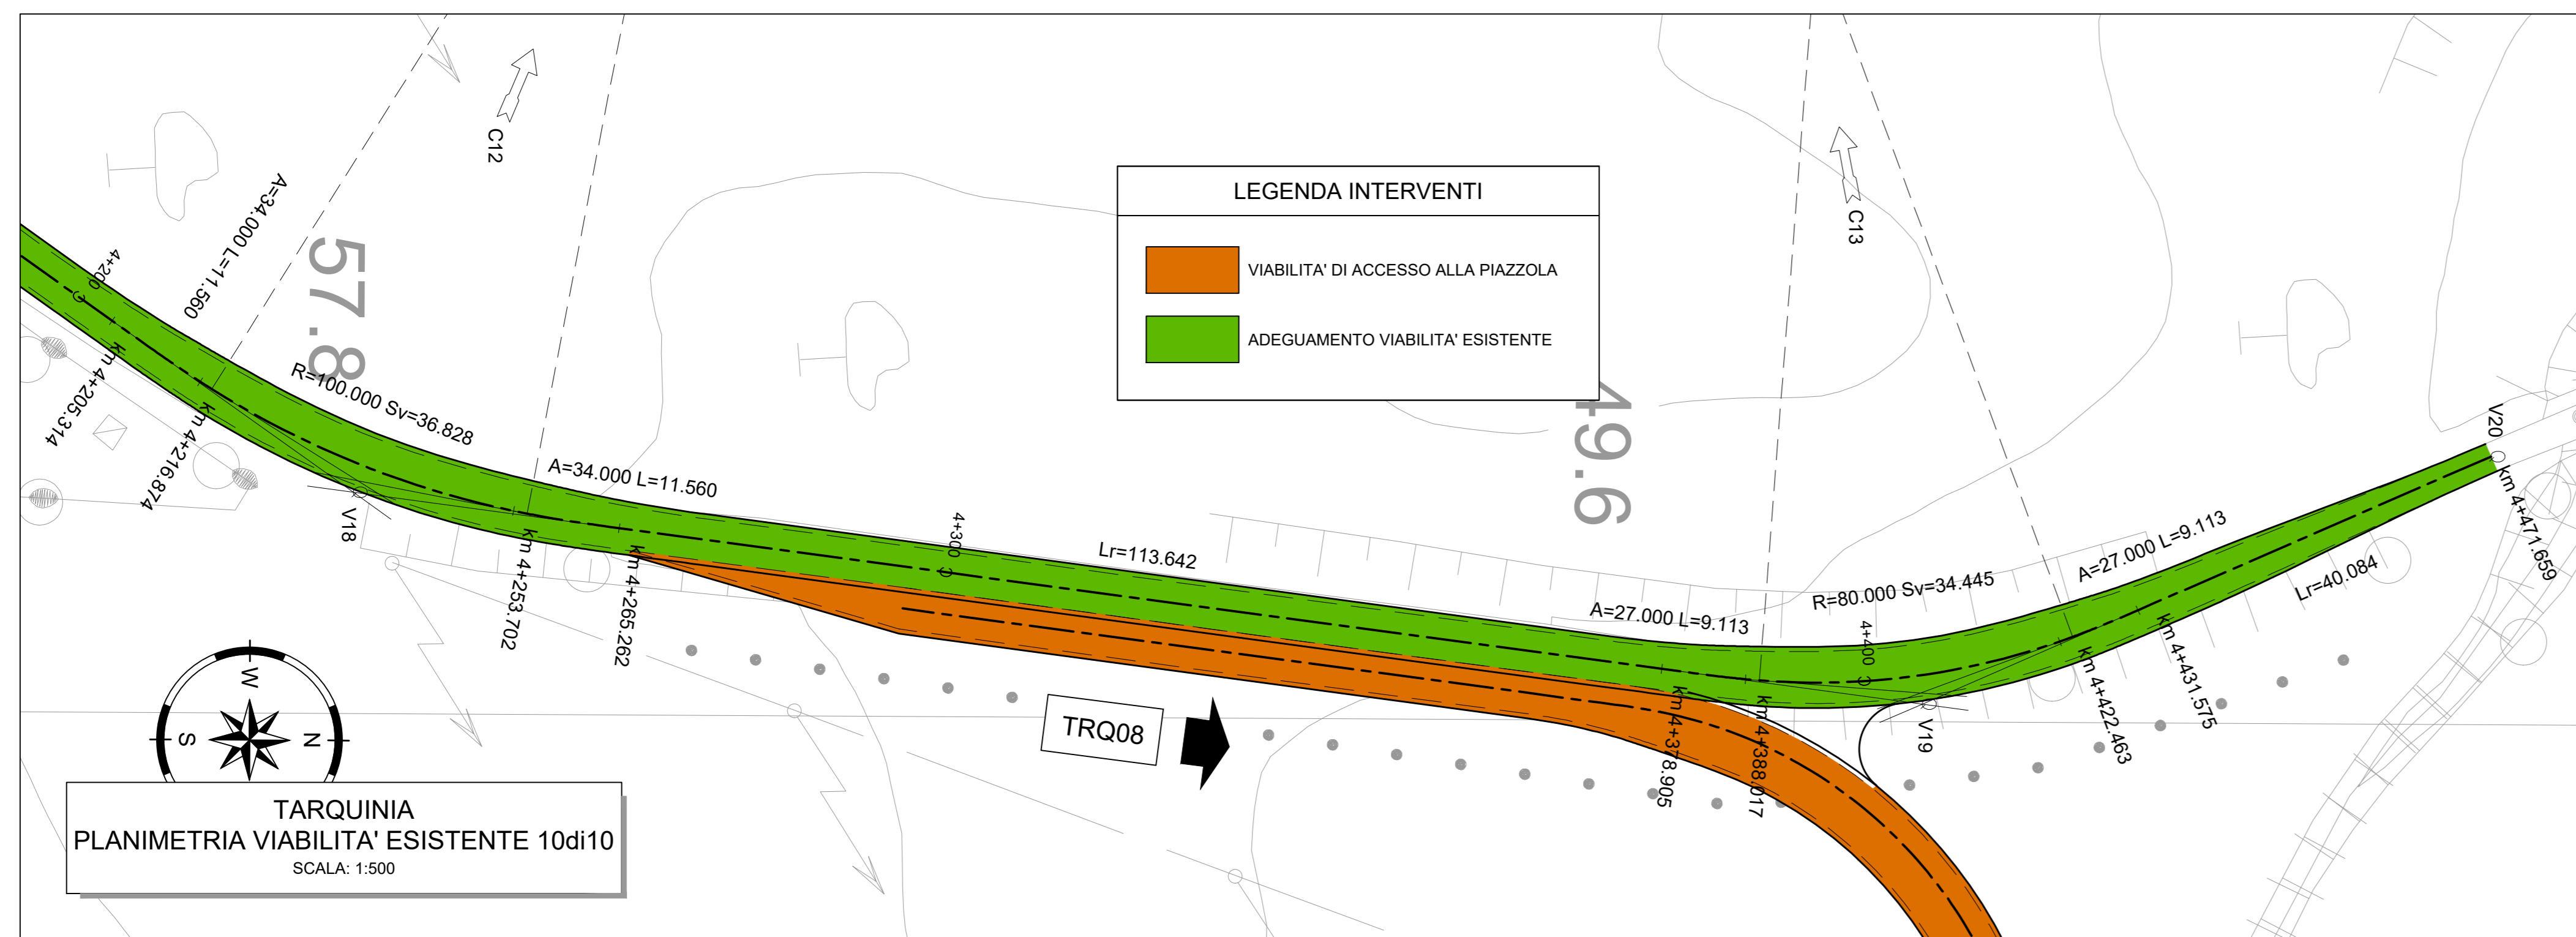 C12
C13
LEGENDA INTERVENTI
VIABILITA' DI ACCESSO ALLA PIAZZOLA
ADEGUAMENTO VIABILITA' ESISTENTE
57.8
49.6
4+200
A=34.000 L=11.560
km 4+205.314
km 4+216.874
R=100.000 Sv=36.828
V18
A=34.000 L=11.560
km 4+253.702
km 4+265.262
4+300
Lr=113.642
A=27.000 L=9.113
km 4+378.905
km 4+388.017
R=80.000 Sv=34.445
4+400
V19
A=27.000 L=9.113
km 4+422.463
km 4+431.575
Lr=40.084
V20
km 4+471.659
TRQ08
W
S
N
TARQUINIA
PLANIMETRIA VIABILITA' ESISTENTE 10di10
SCALA: 1:500